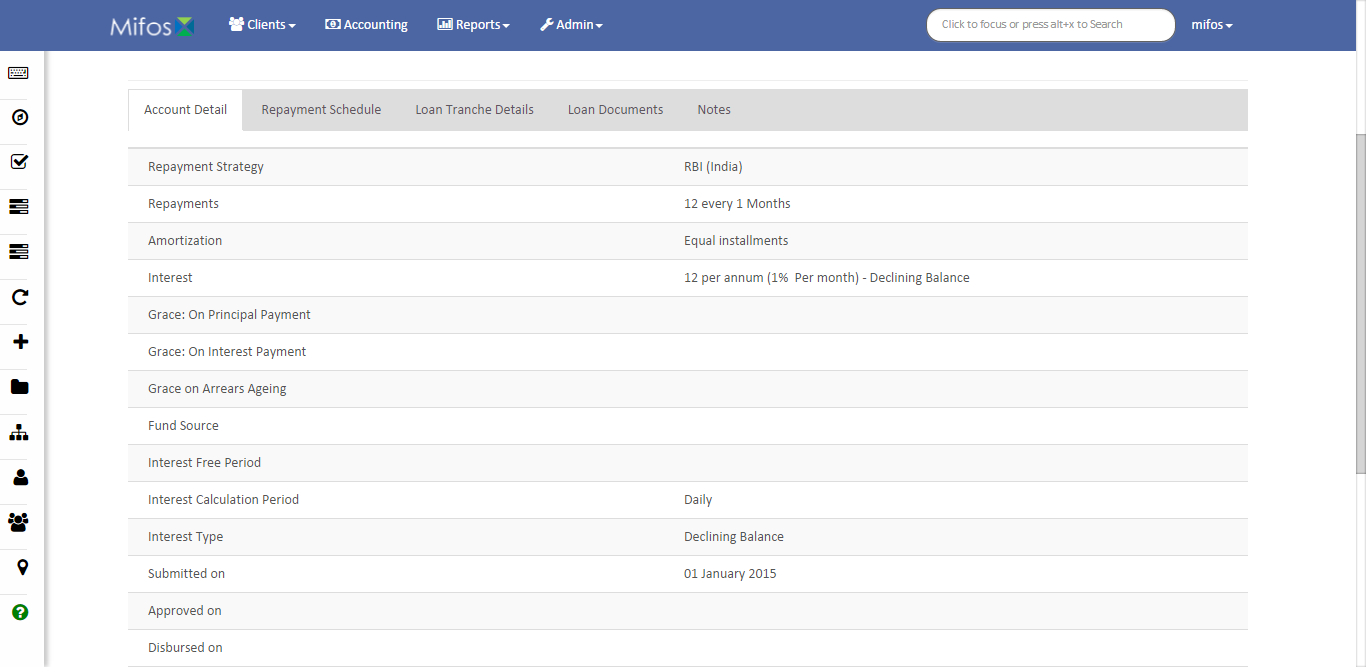 Mifos Clients Accounting Reports Admin Click to focus or press alt+x to Search mifos
Account Detail Repayment Schedule Loan Tranche Details Loan Documents Notes
Repayment Strategy RBI (India)
Repayments 12 every 1 Months
Amortization Equal installments
Interest 12 per annum (1% Per month) - Declining Balance
Grace: On Principal Payment
Grace: On Interest Payment
Grace on Arrears Ageing
Fund Source
Interest Free Period
Interest Calculation Period Daily
Interest Type Declining Balance
Submitted on 01 January 2015
Approved on
Disbursed on